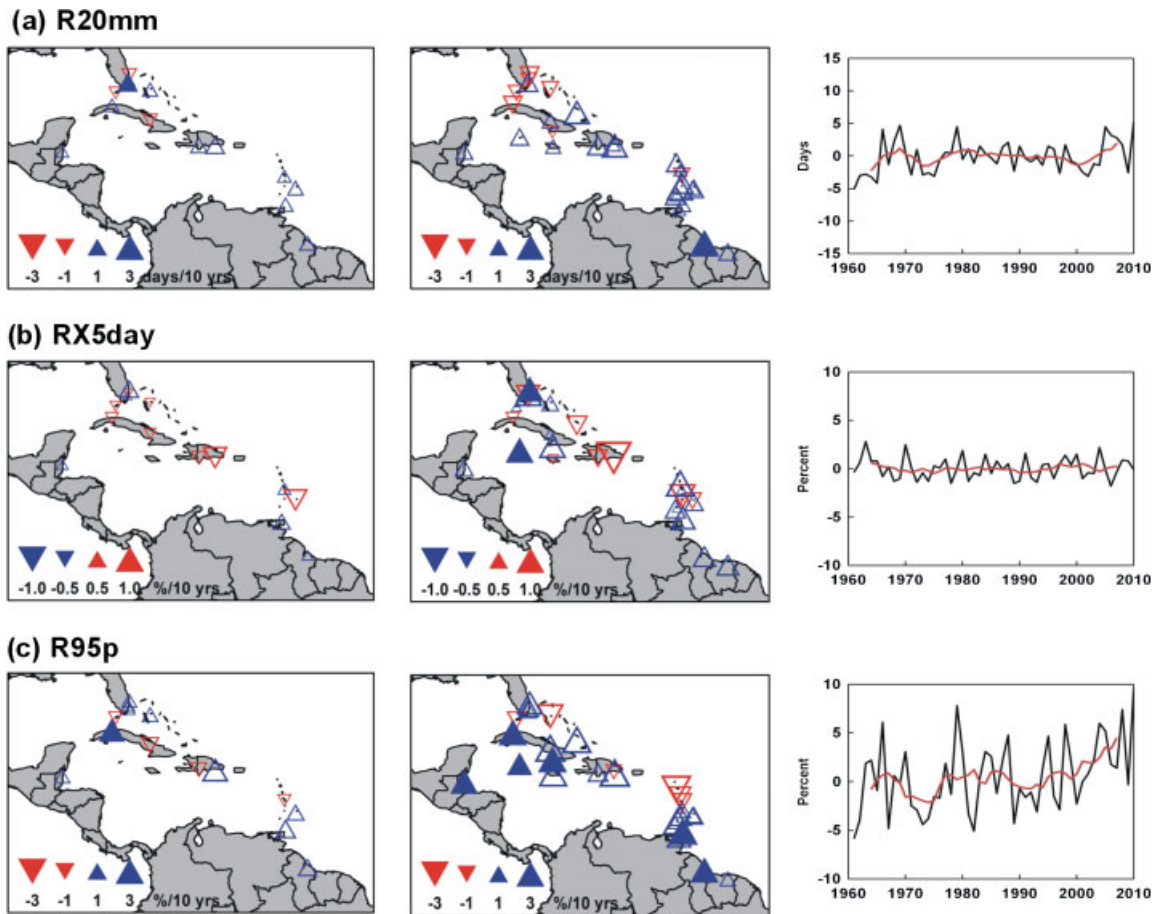 (a) R20mm
-3 -1 1 3 days/10 yrs
-3 -1 1 3 days/10 yrs
Days
15
10
5
0
-5
-10
-15
1960 1970 1980 1990 2000 2010
(b) RX5day
-1.0 -0.5 0.5 1.0 %/10 yrs
-1.0 -0.5 0.5 1.0 %/10 yrs
Percent
10
5
0
-5
-10
1960 1970 1980 1990 2000 2010
(c) R95p
-3 -1 1 3 %/10 yrs
-3 -1 1 3 %/10 yrs
Percent
10
5
0
-5
-10
1960 1970 1980 1990 2000 2010